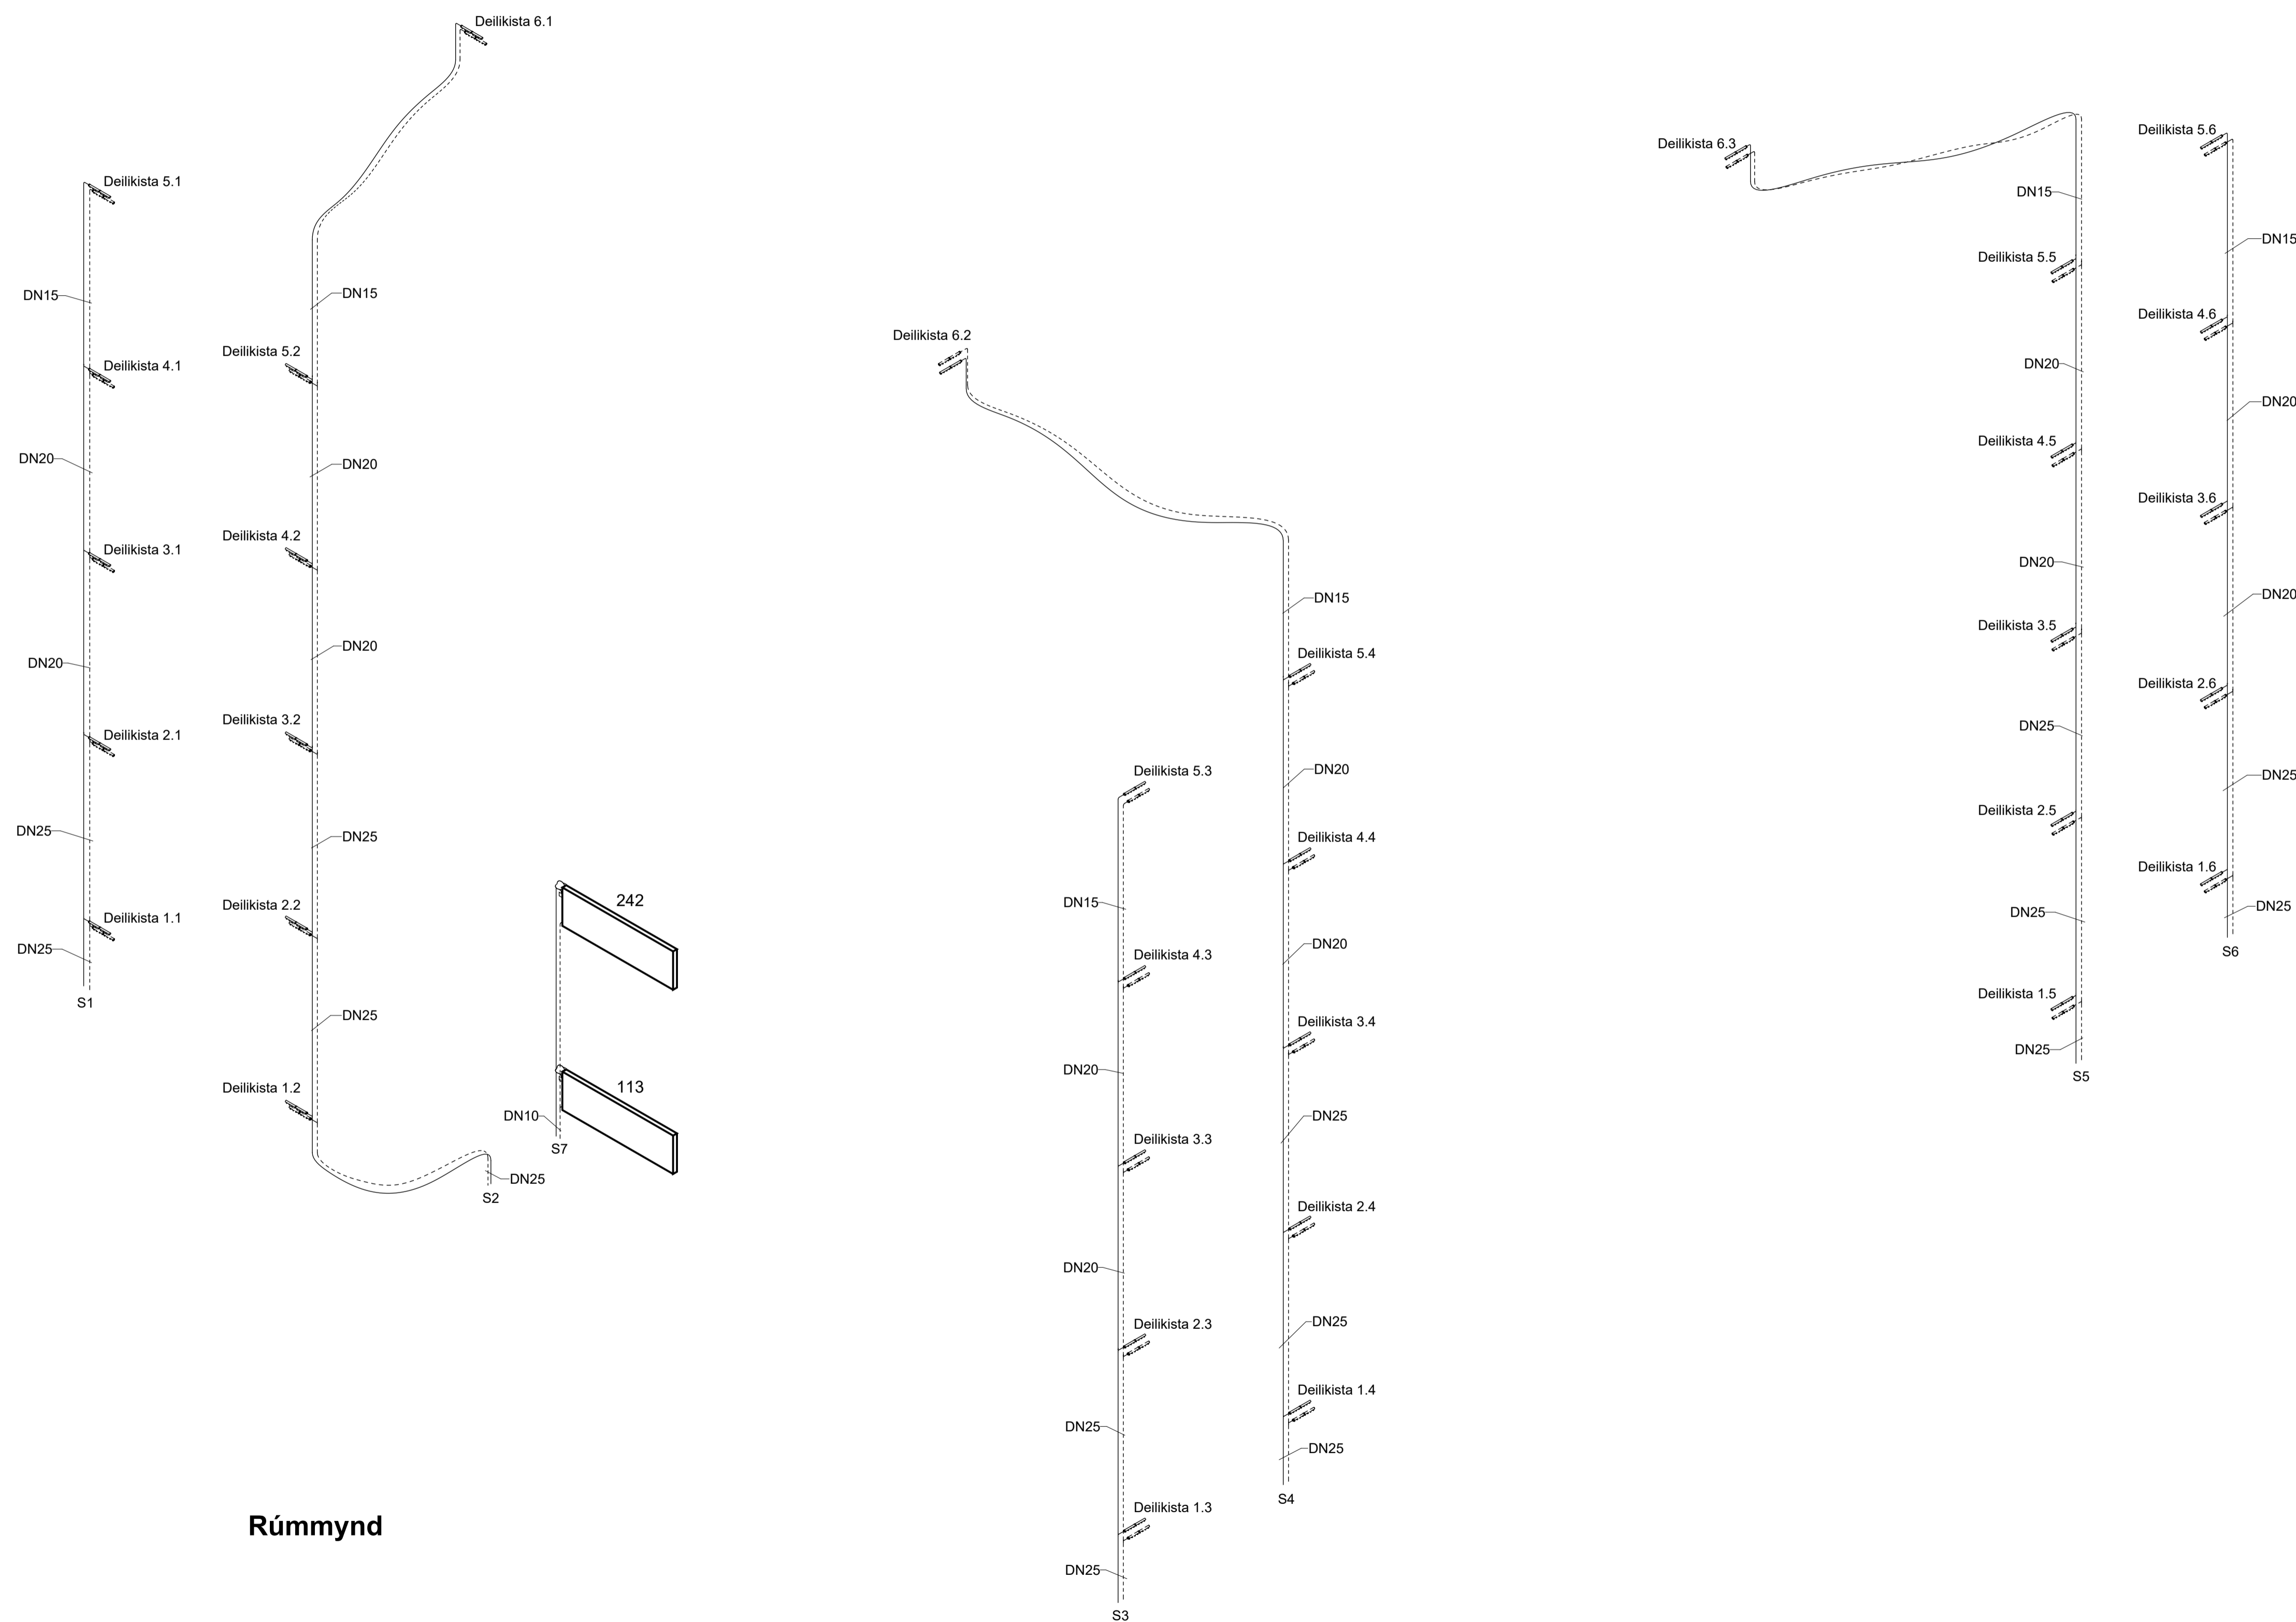 Deilikista 6.1
Deilikista 5.1
DN15
Deilikista 4.1
DN20
Deilikista 3.1
DN20
Deilikista 2.1
DN25
Deilikista 1.1
DN25
S1
DN15
Deilikista 5.2
DN20
Deilikista 4.2
DN20
Deilikista 3.2
DN25
Deilikista 2.2
DN25
Deilikista 1.2
DN25
S2
242
113
DN10
S7
Deilikista 6.2
Deilikista 5.3
DN15
Deilikista 4.3
DN20
Deilikista 3.3
DN20
Deilikista 2.3
DN25
Deilikista 1.3
DN25
S3
DN15
Deilikista 5.4
DN20
Deilikista 4.4
DN20
Deilikista 3.4
DN25
Deilikista 2.4
DN25
Deilikista 1.4
DN25
S4
Deilikista 6.3
DN15
Deilikista 5.5
DN20
Deilikista 4.5
DN20
Deilikista 3.5
DN25
Deilikista 2.5
DN25
Deilikista 1.5
DN25
S5
Deilikista 5.6
DN15
Deilikista 4.6
DN20
Deilikista 3.6
DN20
Deilikista 2.6
DN25
Deilikista 1.6
DN25
S6
Rúmmynd